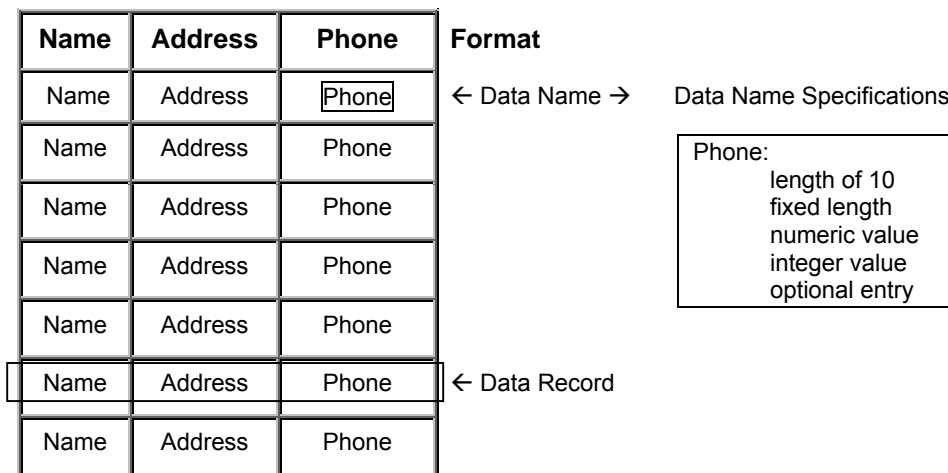 Name Address Phone Format
Name Address Phone ← Data Name → Data Name Specifications
Name Address Phone Phone:
length of 10
Name Address Phone fixed length
numeric value
Name Address Phone integer value
optional entry
Name Address Phone
Name Address Phone ← Data Record
Name Address Phone